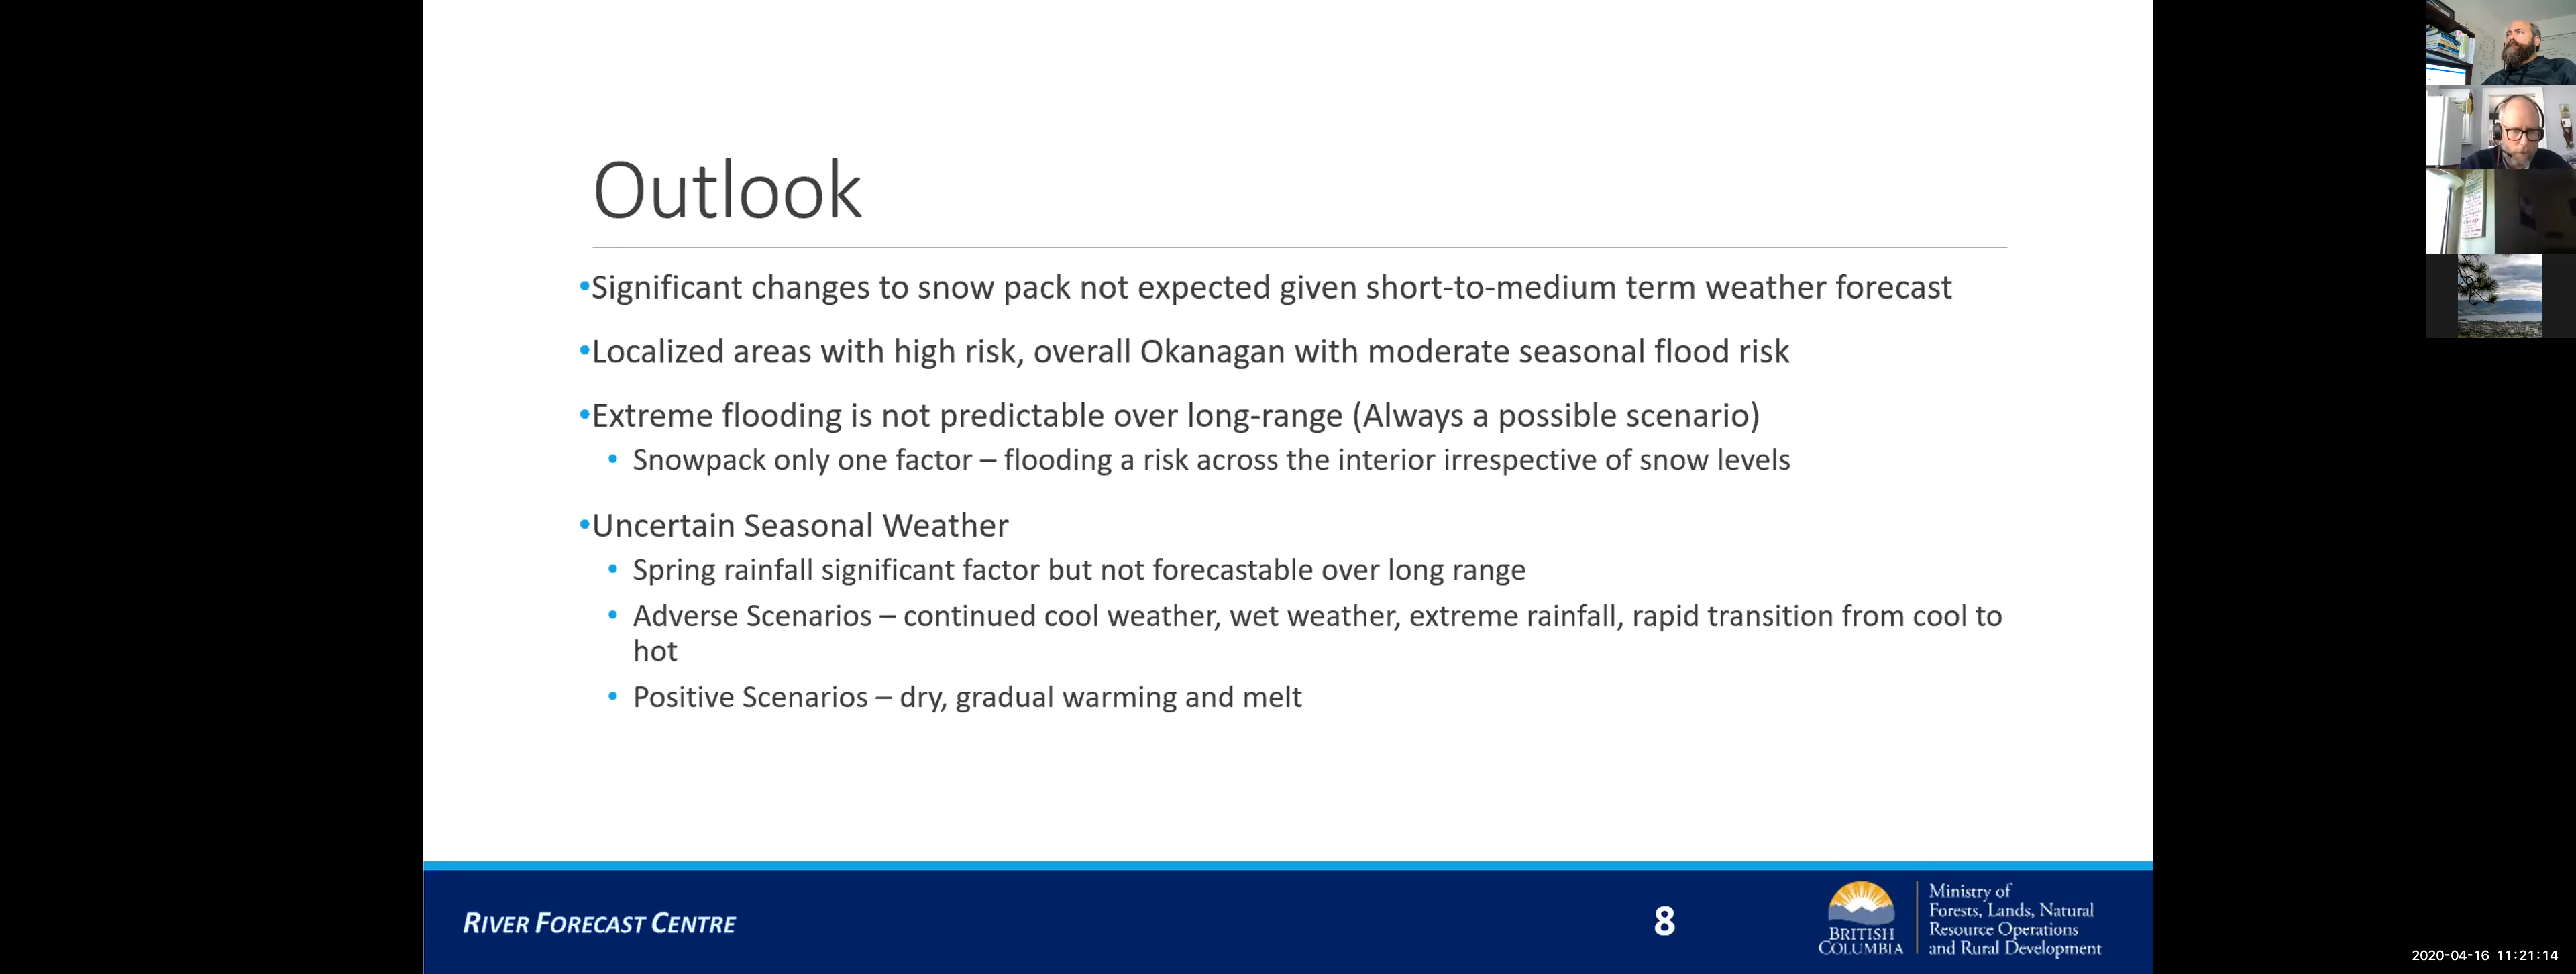 Outlook
•Significant changes to snow pack not expected given short-to-medium term weather forecast
•Localized areas with high risk, overall Okanagan with moderate seasonal flood risk
•Extreme flooding is not predictable over long-range (Always a possible scenario)
• Snowpack only one factor – flooding a risk across the interior irrespective of snow levels
•Uncertain Seasonal Weather
• Spring rainfall significant factor but not forecastable over long range
• Adverse Scenarios – continued cool weather, wet weather, extreme rainfall, rapid transition from cool to
hot
• Positive Scenarios – dry, gradual warming and melt
RIVER FORECAST CENTRE
8
BRITISH
COLUMBIA
Ministry of
Forests, Lands, Natural
Resource Operations
and Rural Development
2020-04-16 11:21:14